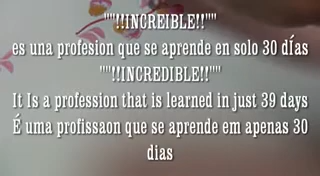 ""!!INCREIBLE!!""
es una profesion que se aprende en solo 30 dÍas
""!!INCREDIBLE!!""
It Is a profession that is learned in just 39 days
É uma profissaon que se aprende em apenas 30
dias